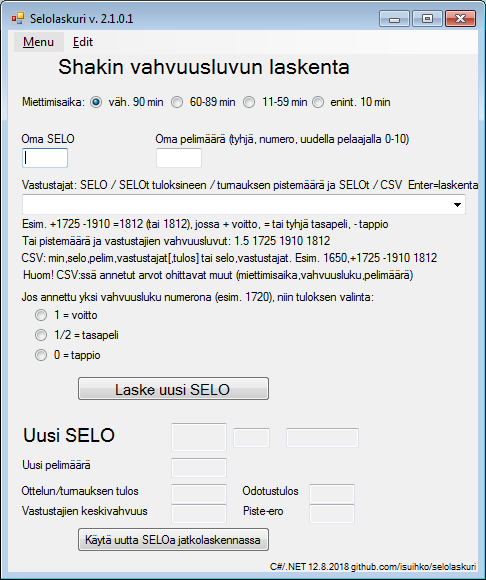 Selolaskuri v. 2.1.0.1
Menu Edit
Shakin vahvuusluvun laskenta
Miettimisaika: väh. 90 min 60-89 min 11-59 min enint. 10 min
Oma SELO Oma pelimäärä (tyhjä, numero, uudella pelaajalla 0-10)
Vastustajat: SELO / SELOt tuloksineen / turnauksen pistemäärä ja SELOt / CSV Enter=laskenta
Esim. +1725 -1910 =1812 (tai 1812), jossa + voitto, = tai tyhjä tasapeli, - tappio
Tai pistemäärä ja vastustajien vahvuusluvut: 1.5 1725 1910 1812
CSV: min,selo,pelim,vastustajat[,tulos] tai selo,vastustajat. Esim. 1650,+1725 -1910 1812
Huom! CSV:ssä annetut arvot ohittavat muut (miettimisaika,vahvusluku,pelimäärä)
Jos annettu yksi vahvuusluku numerona (esim. 1720), niin tuloksen valinta:
1 = voitto
1/2 = tasapeli
0 = tappio
Laske uusi SELO
Uusi SELO
Uusi pelimäärä
Ottelun/turnauksen tulos Odotustulos
Vastustajien keskivahvuus Piste-ero
Käytä uutta SELOa jatkolaskennassa
C#/.NET 12.8.2018 github.com/isuihko/selolaskuri